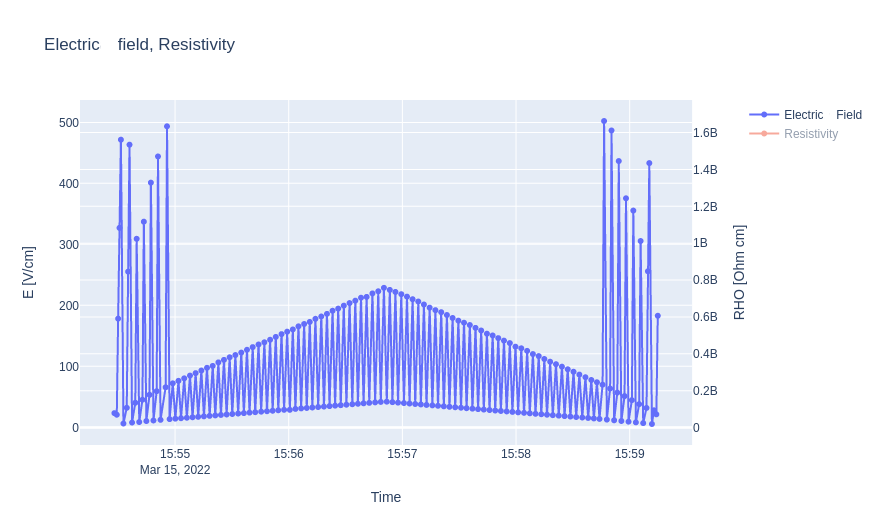 Electric    field, Resistivity
Electric    Field
Resistivity
500
400
300
200
100
0
E [V/cm]
1.6B
1.4B
1.2B
1B
0.8B
0.6B
0.4B
0.2B
0
RHO [Ohm cm]
15:55
15:56
15:57
15:58
15:59
Mar 15, 2022
Time